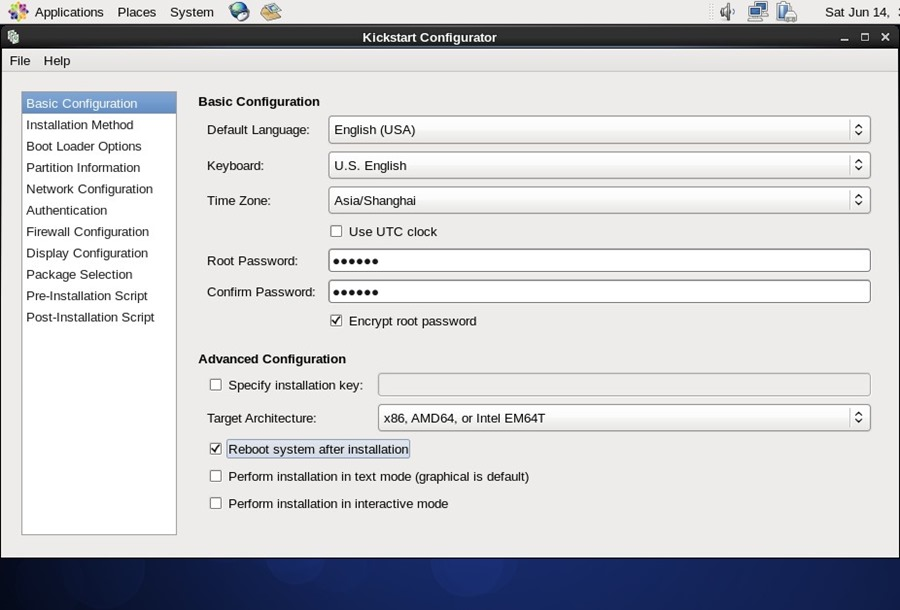 Applications Places System Sat Jun 14,
Kickstart Configurator
File Help
Basic Configuration
Installation Method
Boot Loader Options
Partition Information
Network Configuration
Authentication
Firewall Configuration
Display Configuration
Package Selection
Pre-Installation Script
Post-Installation Script
Basic Configuration
Default Language: English (USA)
Keyboard: U.S. English
Time Zone: Asia/Shanghai
Use UTC clock
Root Password: ●●●●●●
Confirm Password: ●●●●●●
Encrypt root password
Advanced Configuration
Specify installation key:
Target Architecture: x86, AMD64, or Intel EM64T
Reboot system after installation
Perform installation in text mode (graphical is default)
Perform installation in interactive mode